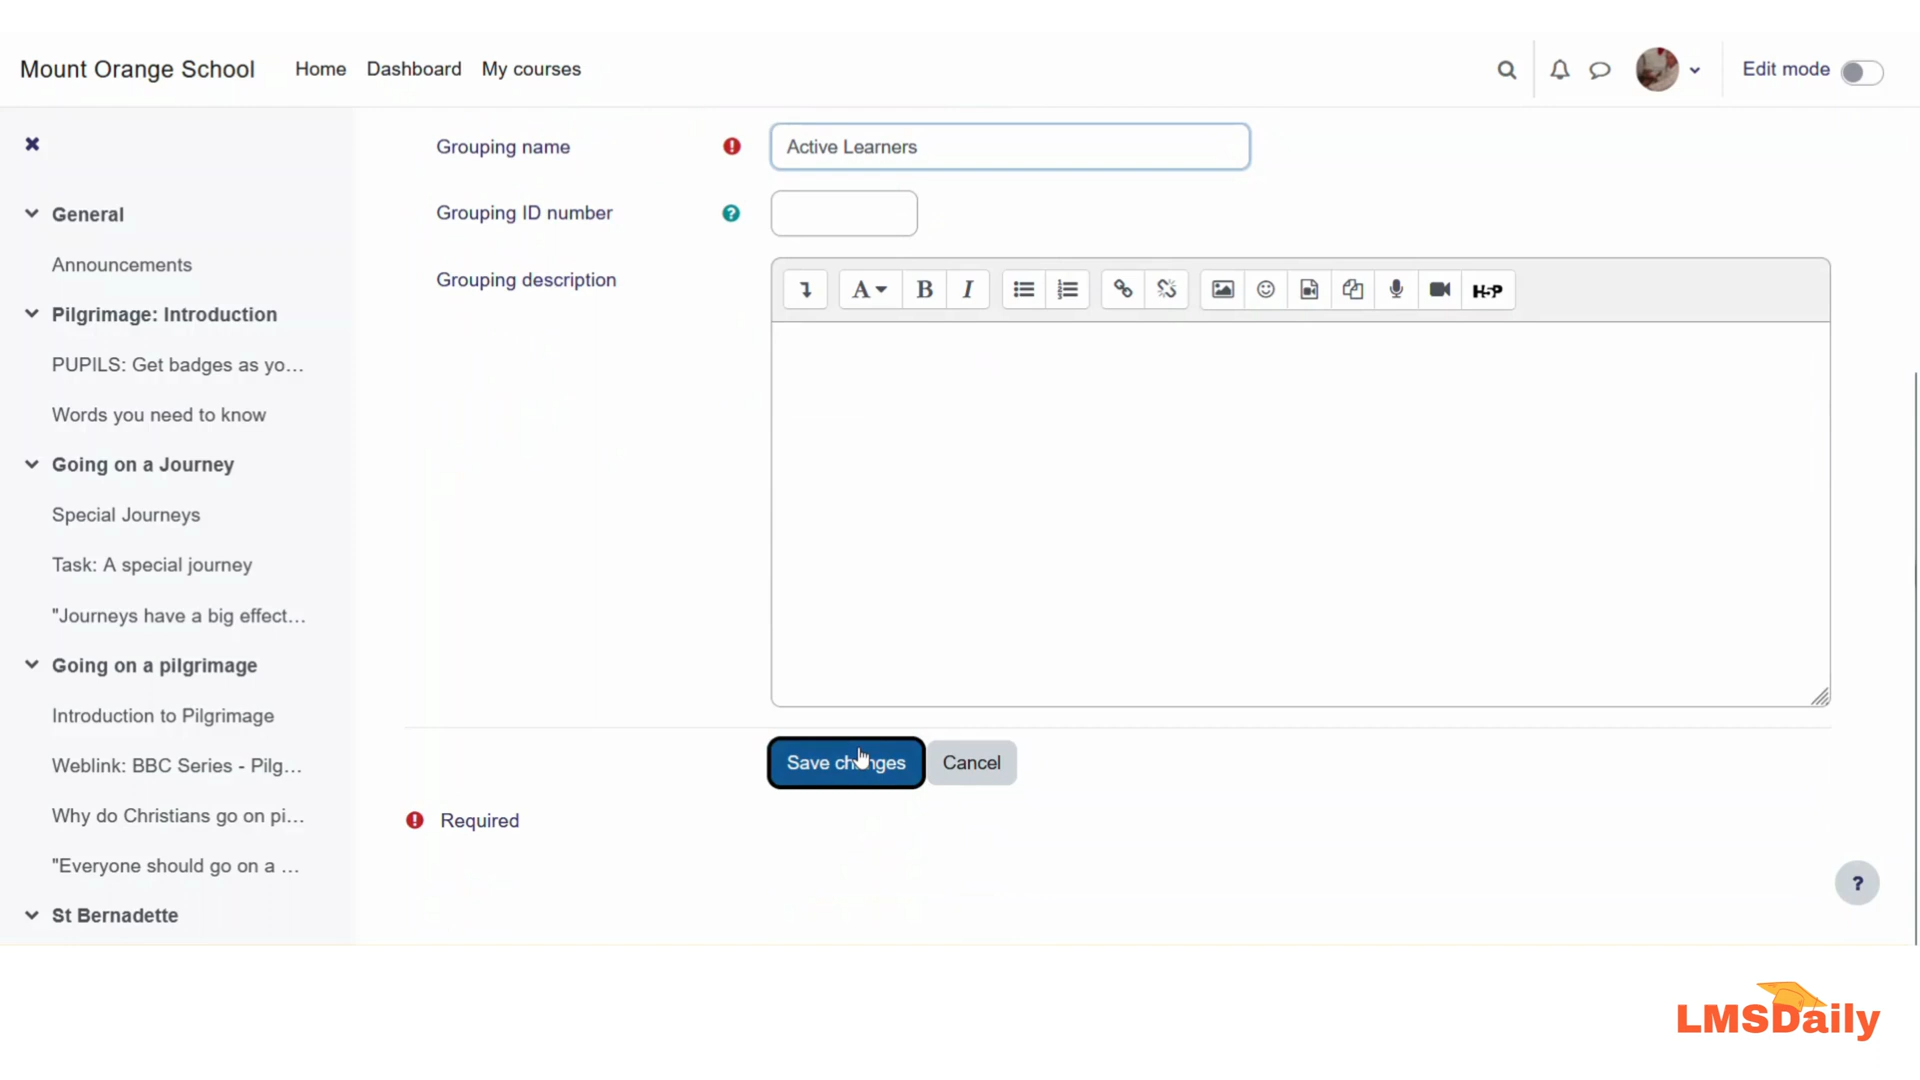 Mount Orange School Home Dashboard My courses Edit mode
General
Announcements
Pilgrimage: Introduction
PUPILS: Get badges as yo...
Words you need to know
Going on a Journey
Special Journeys
Task: A special journey
"Journeys have a big effect...
Going on a pilgrimage
Introduction to Pilgrimage
Weblink: BBC Series - Pilg...
Why do Christians go on pi...
"Everyone should go on a ...
St Bernadette
Grouping name Active Learners
Grouping ID number ?
Grouping description
A B I H-P
Save changes Cancel
Required
?
LMSDaily